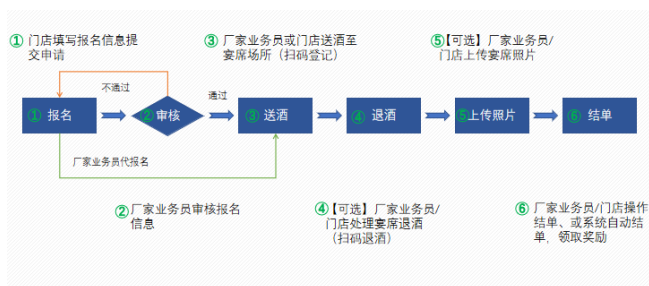 ① 门店填写报名信息提
交申请
③ 厂家业务员或门店送酒至
宴席场所（扫码登记）
⑤【可选】厂家业务员/
门店上传宴席照片
不通过
通过
① 报名
② 审核
③ 送酒
④ 退酒
⑤ 上传照片
⑥ 结单
厂家业务员代报名
② 厂家业务员审核报名
信息
④【可选】厂家业务员/
门店处理宴席退酒
（扫码退酒）
⑥ 厂家业务员/门店操作
结单、或系统自动结
单，领取奖励